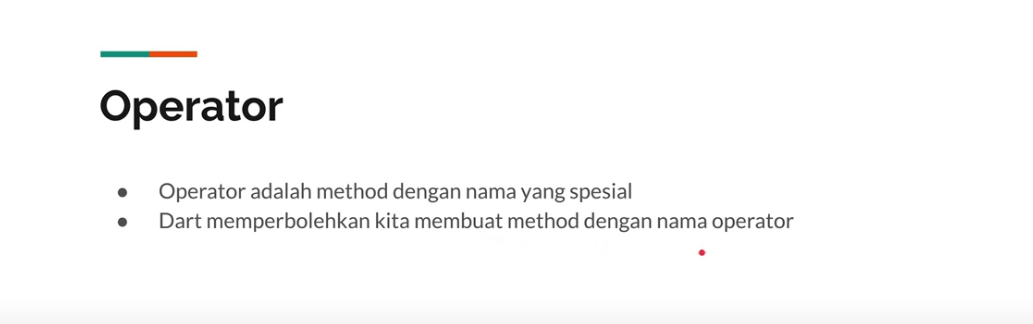 Operator
● Operator adalah method dengan nama yang spesial
● Dart memperbolehkan kita membuat method dengan nama operator